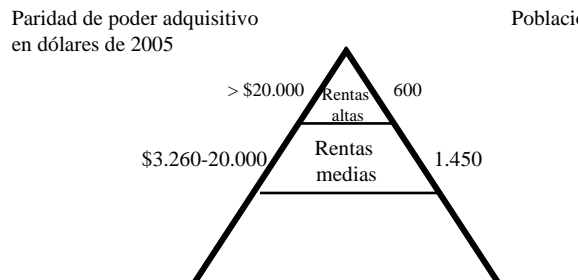 Paridad de poder adquisitivo
en dólares de 2005
> $20.000
Rentas
altas
600
$3.260-20.000
Rentas
medias
1.450